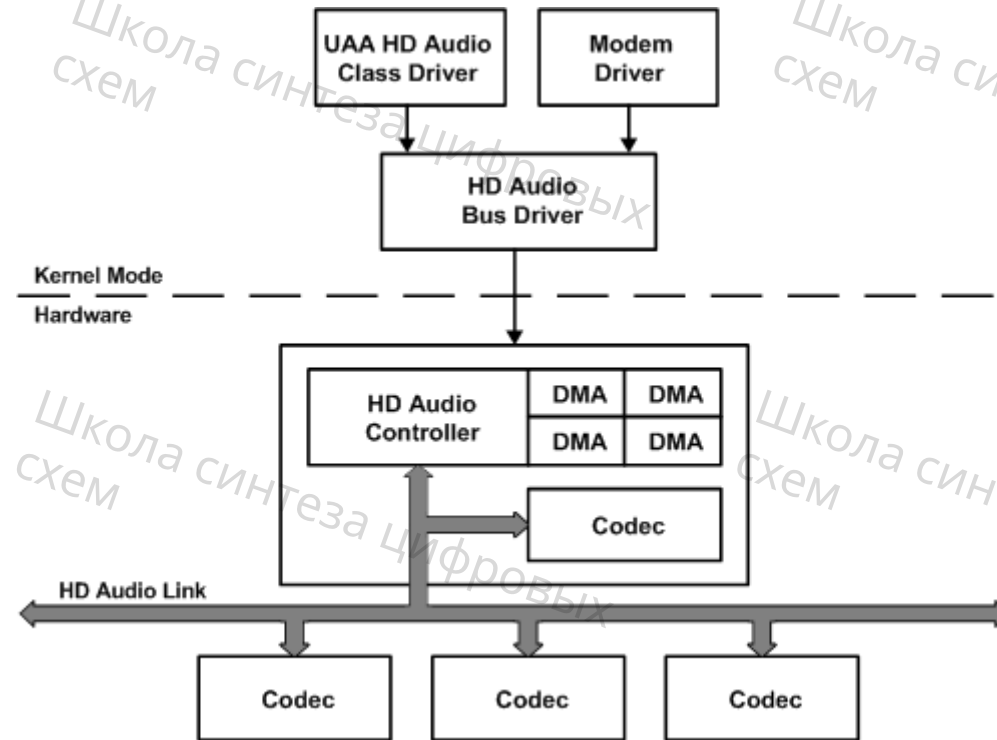 UAA HD Audio
Class Driver
Modem
Driver
HD Audio
Bus Driver
Kernel Mode
Hardware
HD Audio
Controller
DMA
DMA
DMA
DMA
Codec
HD Audio Link
Codec
Codec
Codec
Школа синтеза цифровых
схем
Школа син
схем
Школа синтеза цифровых
схем
Школа син
схем